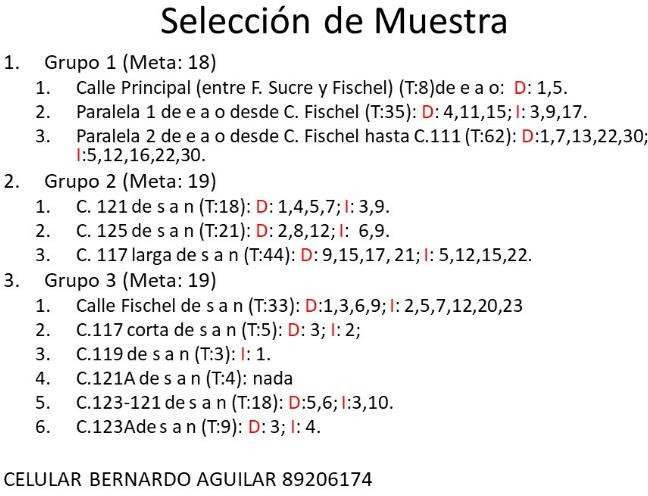 Selección de Muestra
1. Grupo 1 (Meta: 18)
1. Calle Principal (entre F. Sucre y Fischel) (T:8)de e a o: D: 1,5.
2. Paralela 1 de e a o desde C. Fischel (T:35): D: 4,11,15; I: 3,9,17.
3. Paralela 2 de e a o desde C. Fischel hasta C.111 (T:62): D:1,7,13,22,30;
I:5,12,16,22,30.
2. Grupo 2 (Meta: 19)
1. C. 121 de s a n (T:18): D: 1,4,5,7; I: 3,9.
2. C. 125 de s a n (T:21): D: 2,8,12; I: 6,9.
3. C. 117 larga de s a n (T:44): D: 9,15,17, 21; I: 5,12,15,22.
3. Grupo 3 (Meta: 19)
1. Calle Fischel de s a n (T:33): D:1,3,6,9; I: 2,5,7,12,20,23
2. C.117 corta de s a n (T:5): D: 3; I: 2;
3. C.119 de s a n (T:3): I: 1.
4. C.121A de s a n (T:4): nada
5. C.123-121 de s a n (T:18): D:5,6; I:3,10.
6. C.123Ade s a n (T:9): D: 3; I: 4.
CELULAR BERNARDO AGUILAR 89206174